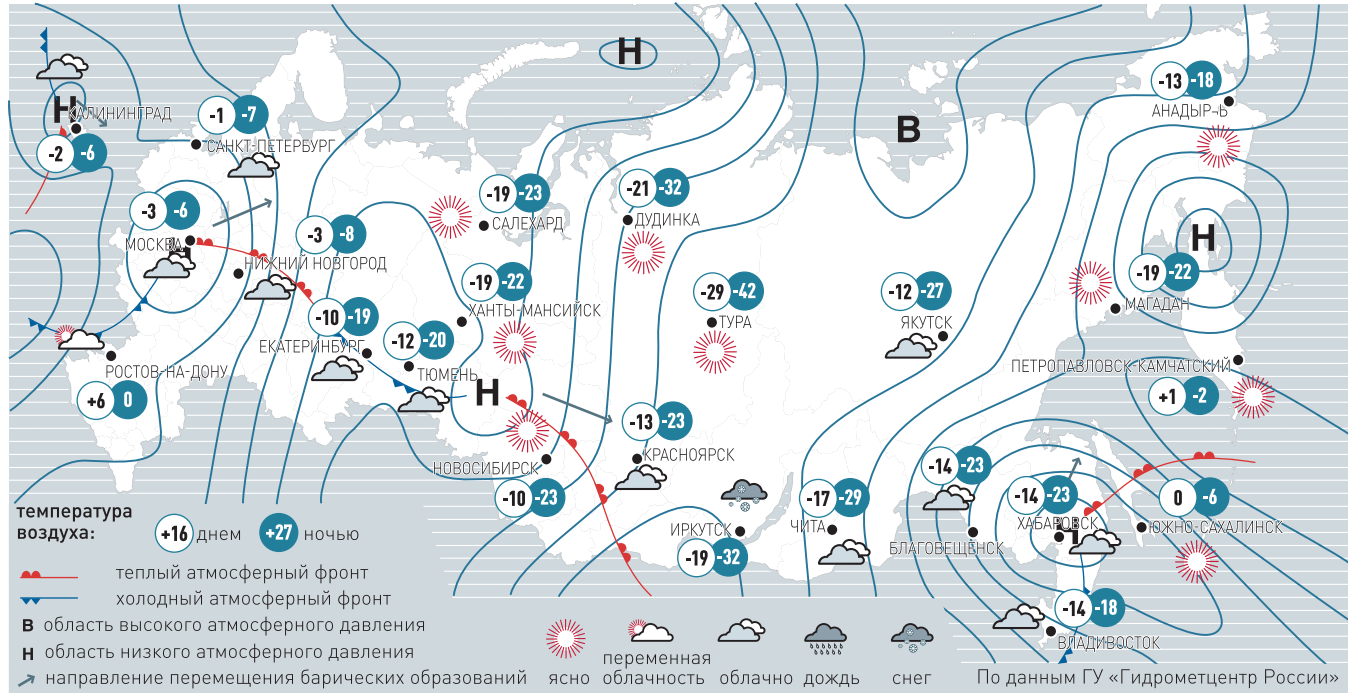 Н
В
-13 -18
АНАДЫР¬Ь
Н
КАЛИНИНГРАД
-2 -6
-1 -7
САНКТ-ПЕТЕРБУРГ
-3 -6
МОСКВА
Н
-3 -8
НИЖНИЙ НОВГОРОД
-19 -23
САЛЕХАРД
-21 -32
ДУДИНКА
Н
-19 -22
МАГАДАН
-19 -22
ХАНТЫ-МАНСИЙСК
-29 -42
ТУРА
-12 -27
ЯКУТСК
-10 -19
ЕКАТЕРИНБУРГ
-12 -20
ТЮМЕНЬ
Н
РОСТОВ-НА-ДОНУ
+6 0
ПЕТРОПАВЛОВСК-КАМЧАТСКИЙ
+1 -2
-13 -23
КРАСНОЯРСК
НОВОСИБИРСК
-10 -23
ИРКУТСК
-19 -32
-17 -29
ЧИТА
-14 -23
БЛАГОВЕЩЕНСК
-14 -23
ХАБАРОВСК
Н
0 -6
ЮЖНО-САХАЛИНСК
-14 -18
ВЛАДИВОСТОК
температура
воздуха:
+16 днем
+27 ночью
теплый атмосферный фронт
холодный атмосферный фронт
В область высокого атмосферного давления
Н область низкого атмосферного давления
направление перемещения барических образований
ясно
переменная
облачность
облачно
дождь
снег
По данным ГУ «Гидрометцентр России»